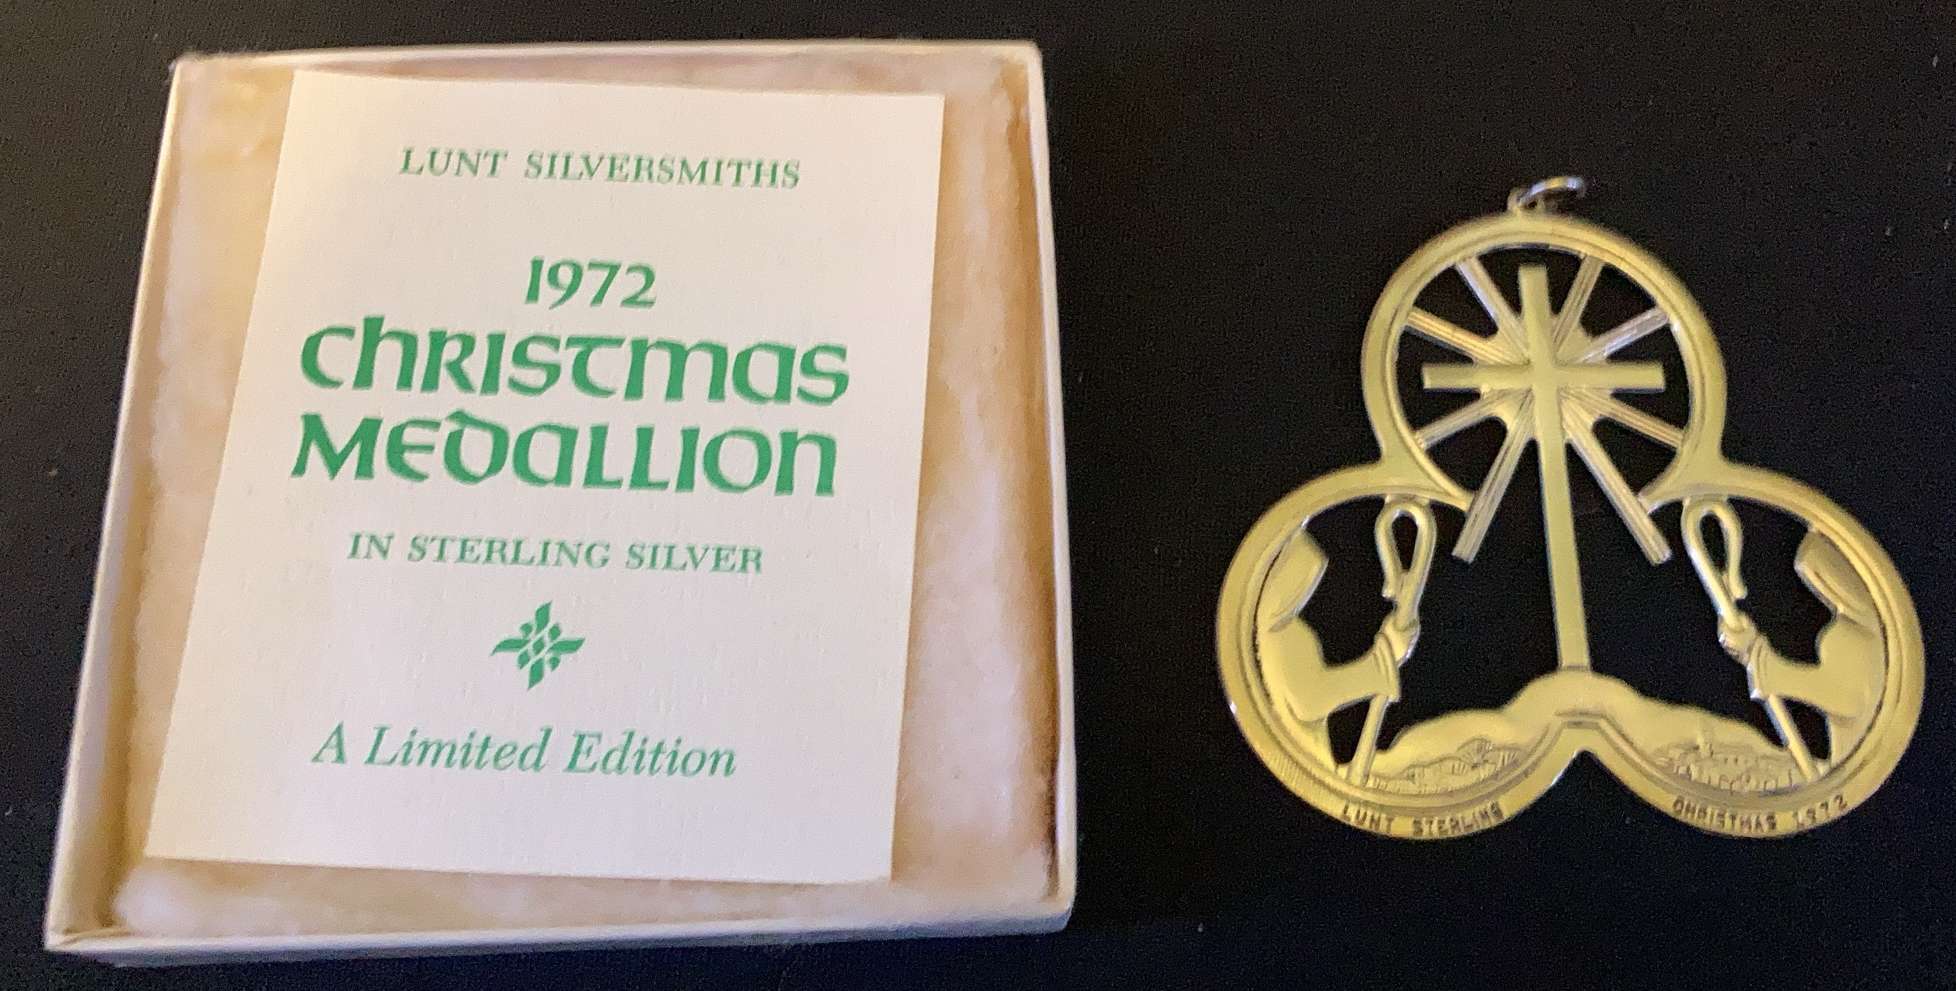 LUNT SILVERSMITHS
1972
CHRISTMAS
MEDALLION
IN STERLING SILVER
A Limited Edition
LUNT STERLING
CHRISTMAS 1972